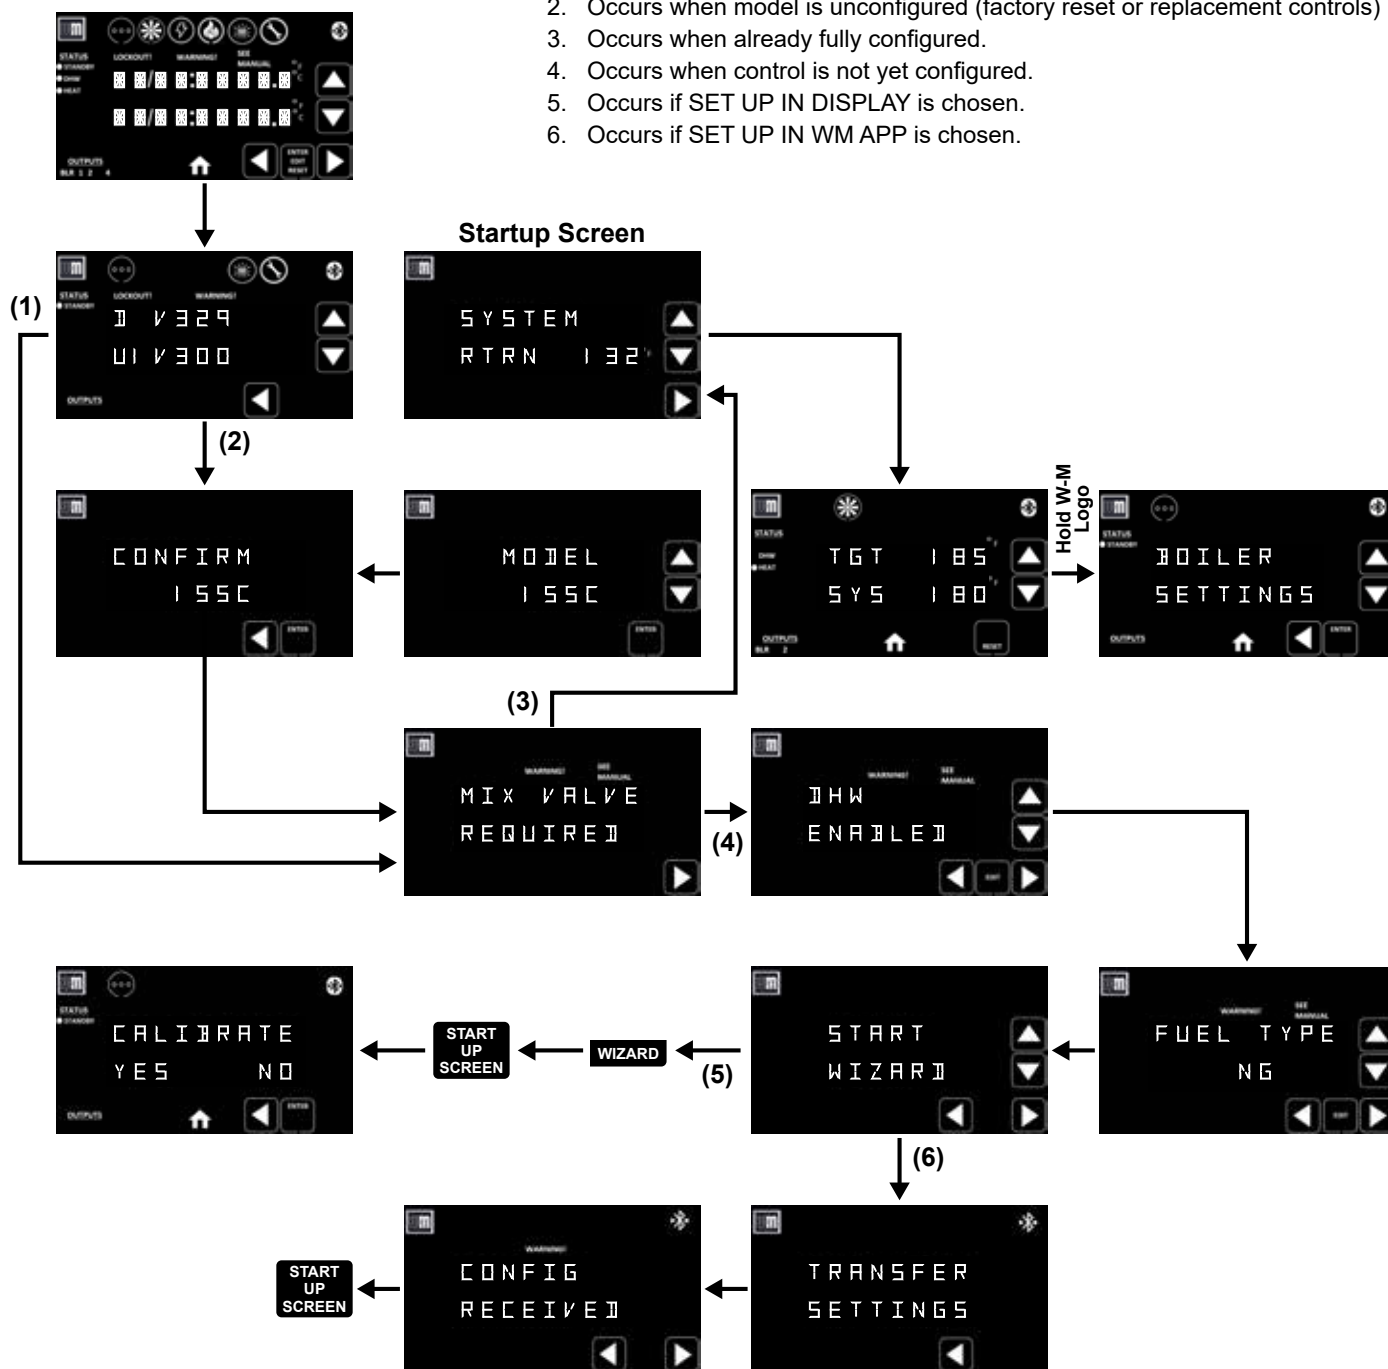 2. Occurs when model is unconfigured (factory reset or replacement controls)
3. Occurs when already fully configured.
4. Occurs when control is not yet configured.
5. Occurs if SET UP IN DISPLAY is chosen.
6. Occurs if SET UP IN WM APP is chosen.
m
STATUS
STANDBY
DHW
HEAT
LOCKOUT!
WARNING!
SEE
MANUAL
OUTPUTS
BLR 1 2 4
ENTER
EDIT
RESET
(1)
m
STATUS
STANDBY
LOCKOUT!
WARNING!
D V329
UI V300
OUTPUTS
Startup Screen
m
SYSTEM
RTRN 132°F
(2)
m
CONFIRM
155C
ENTER
m
MODEL
155C
ENTER
m
STATUS
DHW
HEAT
TGT 185°F
SYS 180°F
OUTPUTS
BLR 2
RESET
Hold W-M
Logo
m
STATUS
STANDBY
BOILER
SETTINGS
OUTPUTS
ENTER
(3)
m
WARNING!
SEE
MANUAL
MIX VALVE
REQUIRED
(4)
m
WARNING!
SEE
MANUAL
DHW
ENABLED
EDIT
m
STATUS
STANDBY
CALIBRATE
YES NO
OUTPUTS
ENTER
START
UP
SCREEN
WIZARD
(5)
m
START
WIZARD
m
WARNING!
SEE
MANUAL
FUEL TYPE
NG
EDIT
(6)
START
UP
SCREEN
m
WARNING!
CONFIG
RECEIVED
m
TRANSFER
SETTINGS